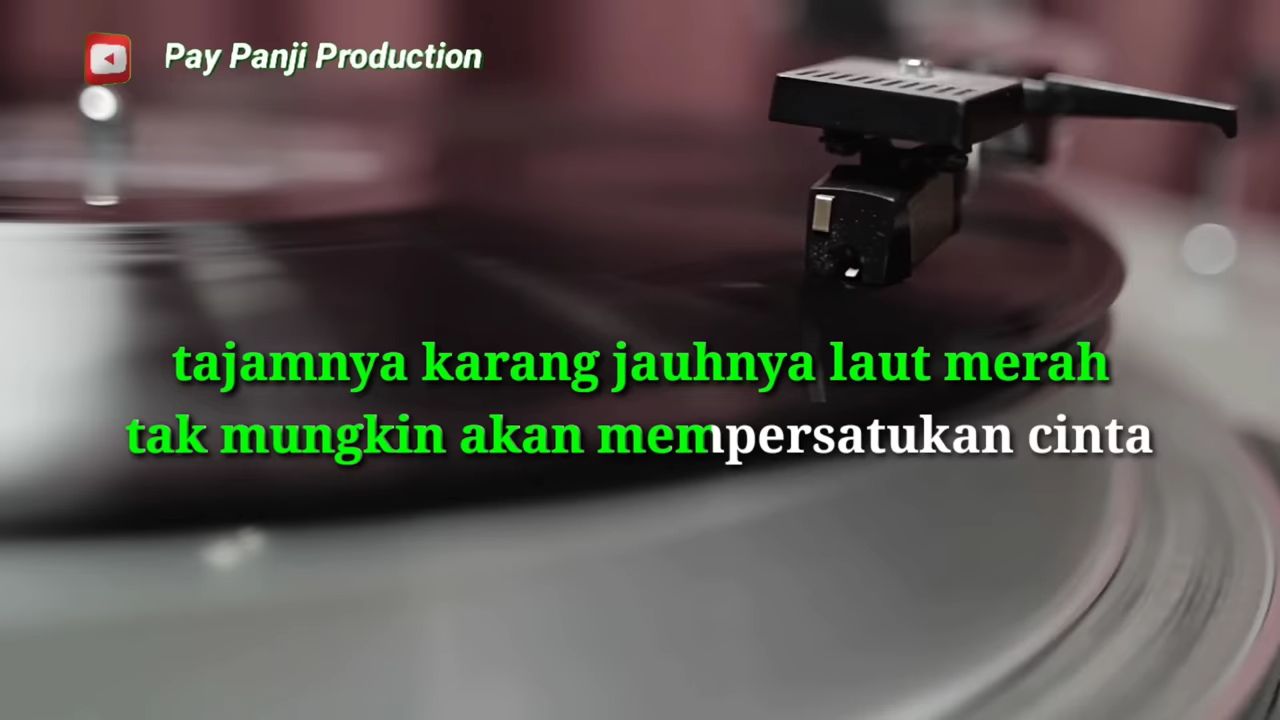 Pay Panji Production
tajamnya karang jauhnya laut merah
tak mungkin akan mempersatukan cinta